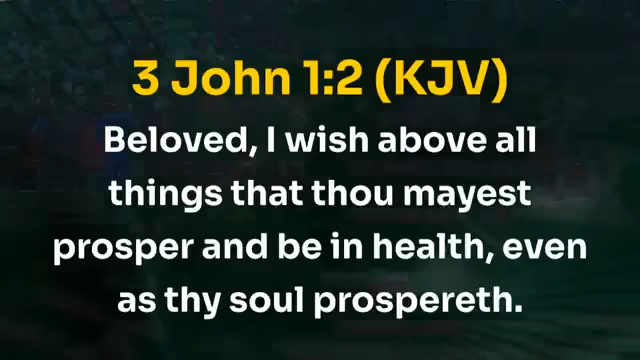 3 John 1:2 (KJV)
Beloved, I wish above all
things that thou mayest
prosper and be in health, even
as thy soul prospereth.